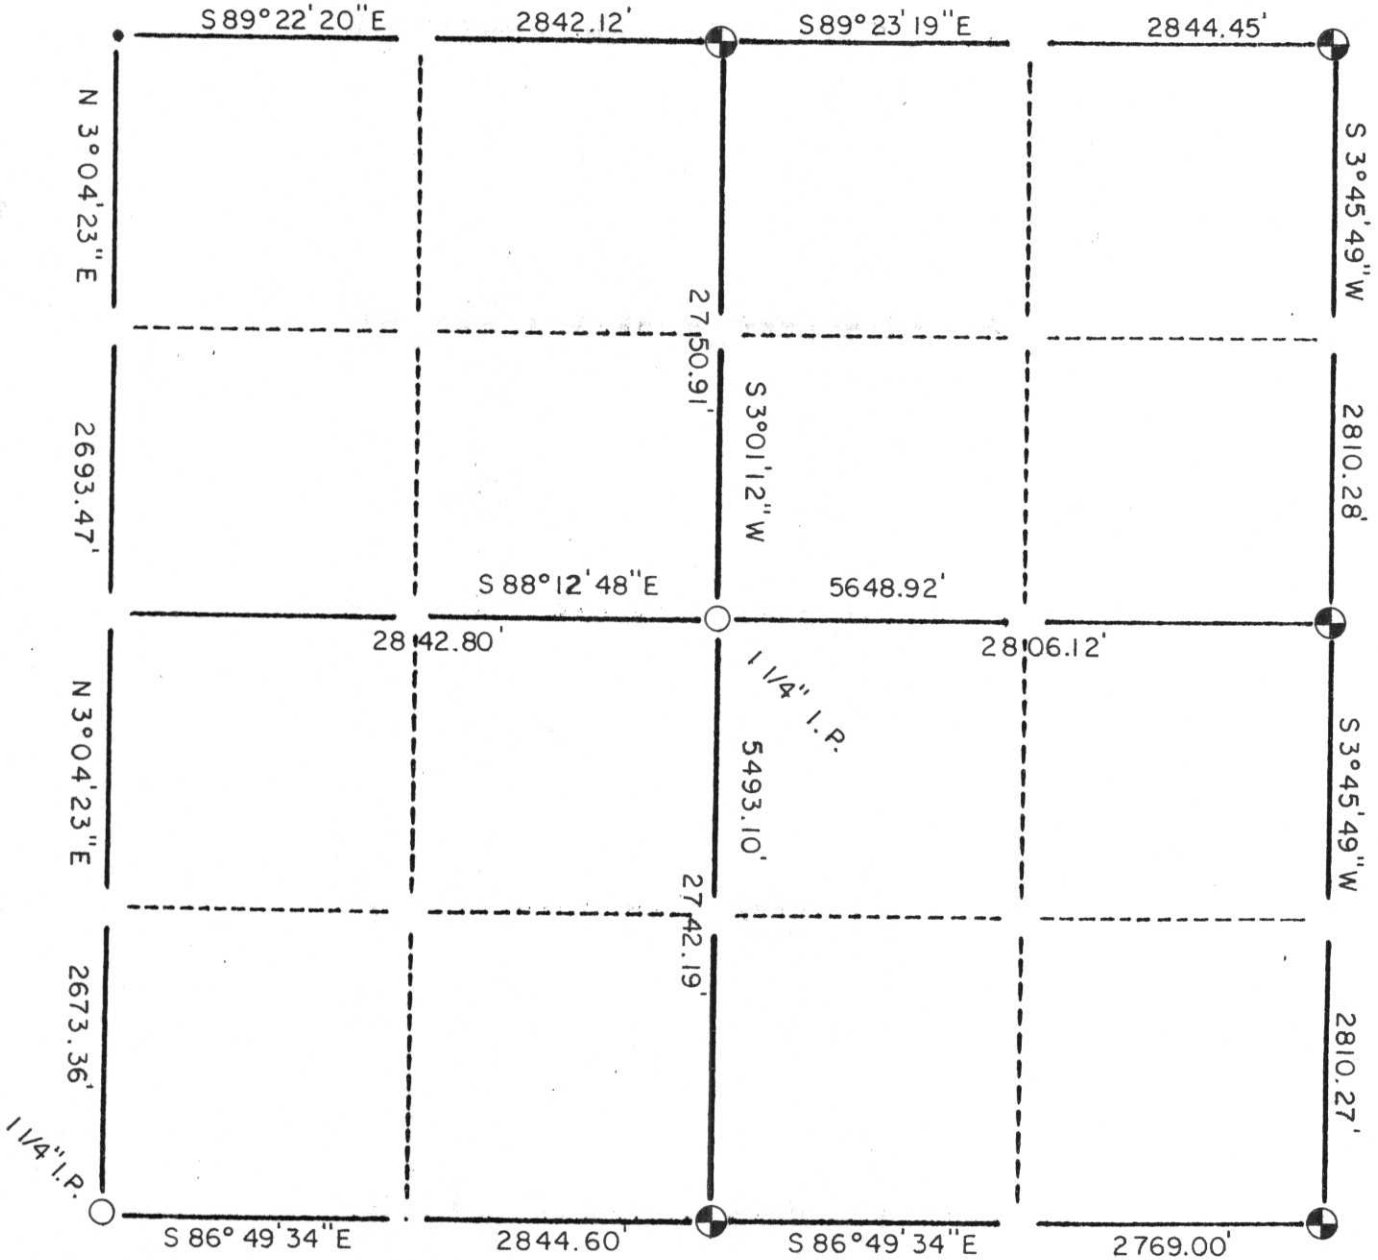 S 89° 22' 20" E
2842.12'
S 89° 23' 19" E
2844.45'
N 3° 04' 23" E
S 3° 45' 49" W
2750.91'
S 3° 01' 12" W
2693.47'
2810.28'
S 88° 12' 48" E
5648.92'
2842.80'
2806.12'
1 1/4" I.P.
N 3° 04' 23" E
5493.10'
S 3° 45' 49" W
2742.19'
2673.36'
2810.27'
1 1/4" I.P.
S 86° 49' 34" E
2844.60'
S 86° 49' 34" E
2769.00'